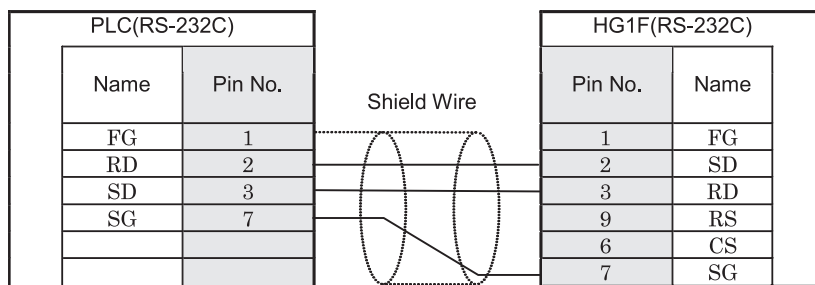 PLC(RS-232C) HG1F(RS-232C)
Name Pin No. Shield Wire Pin No. Name
FG 1 1 FG
RD 2 2 SD
SD 3 3 RD
SG 7 9 RS
6 CS
7 SG